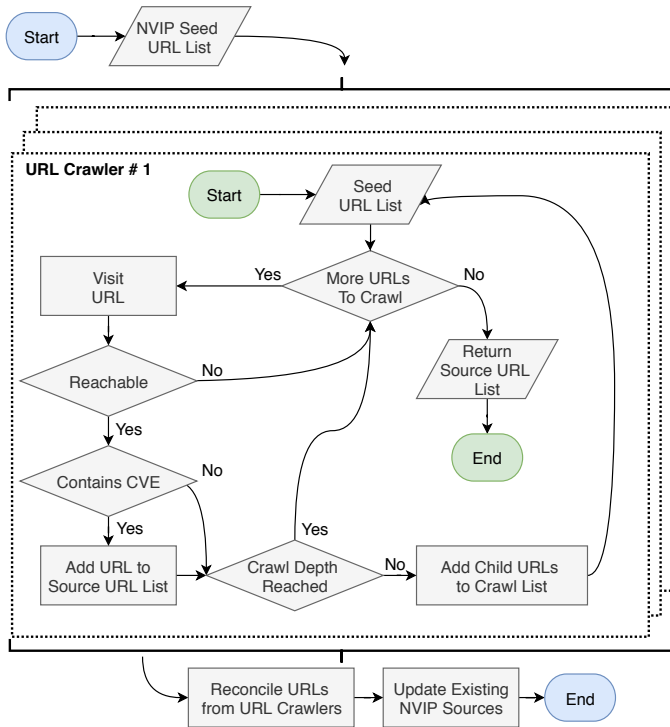 Start
NVIP Seed
URL List
URL Crawler # 1
Start
Seed
URL List
Visit
URL
Yes
More URLs
To Crawl
No
Reachable
No
Return
Source URL
List
Yes
End
Contains CVE
No
Yes
Yes
Add URL to
Source URL List
Crawl Depth
Reached
No
Add Child URLs
to Crawl List
Reconcile URLs
from URL Crawlers
Update Existing
NVIP Sources
End